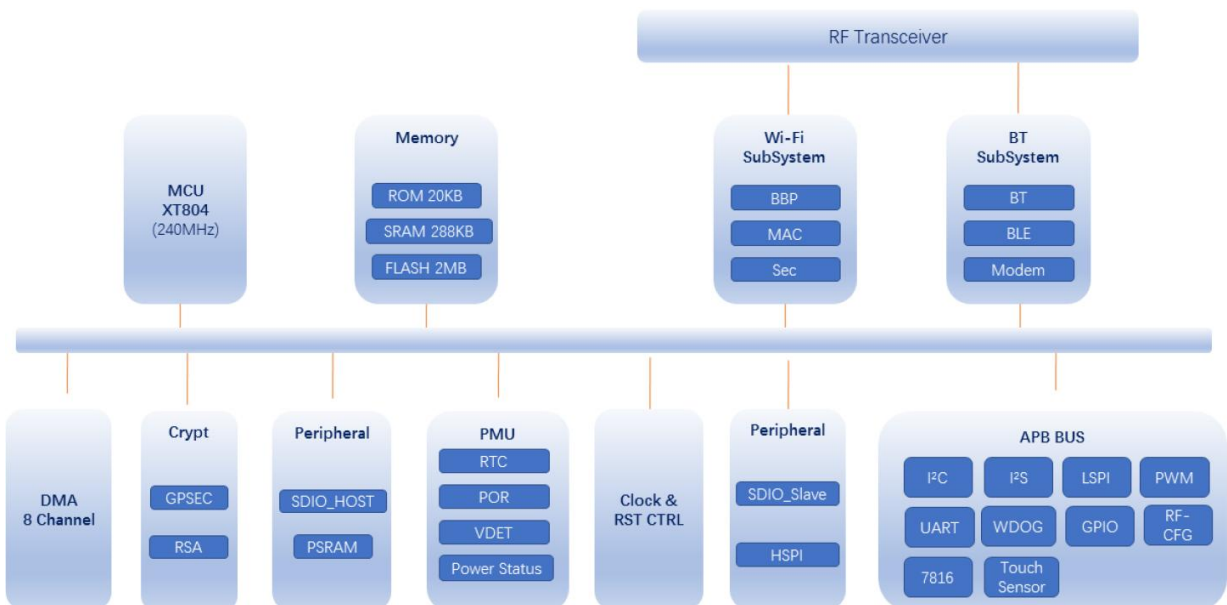 RF Transceiver
MCU
XT804
(240MHz)
Memory
ROM 20KB
SRAM 288KB
FLASH 2MB
Wi-Fi
SubSystem
BBP
MAC
Sec
BT
SubSystem
BT
BLE
Modem
DMA
8 Channel
Crypt
GPSEC
RSA
Peripheral
SDIO_HOST
PSRAM
PMU
RTC
POR
VDET
Power Status
Clock &
RST CTRL
Peripheral
SDIO_Slave
HSPI
APB BUS
I²C
I²S
LSPI
PWM
UART
WDOG
GPIO
RF-
CFG
7816
Touch
Sensor